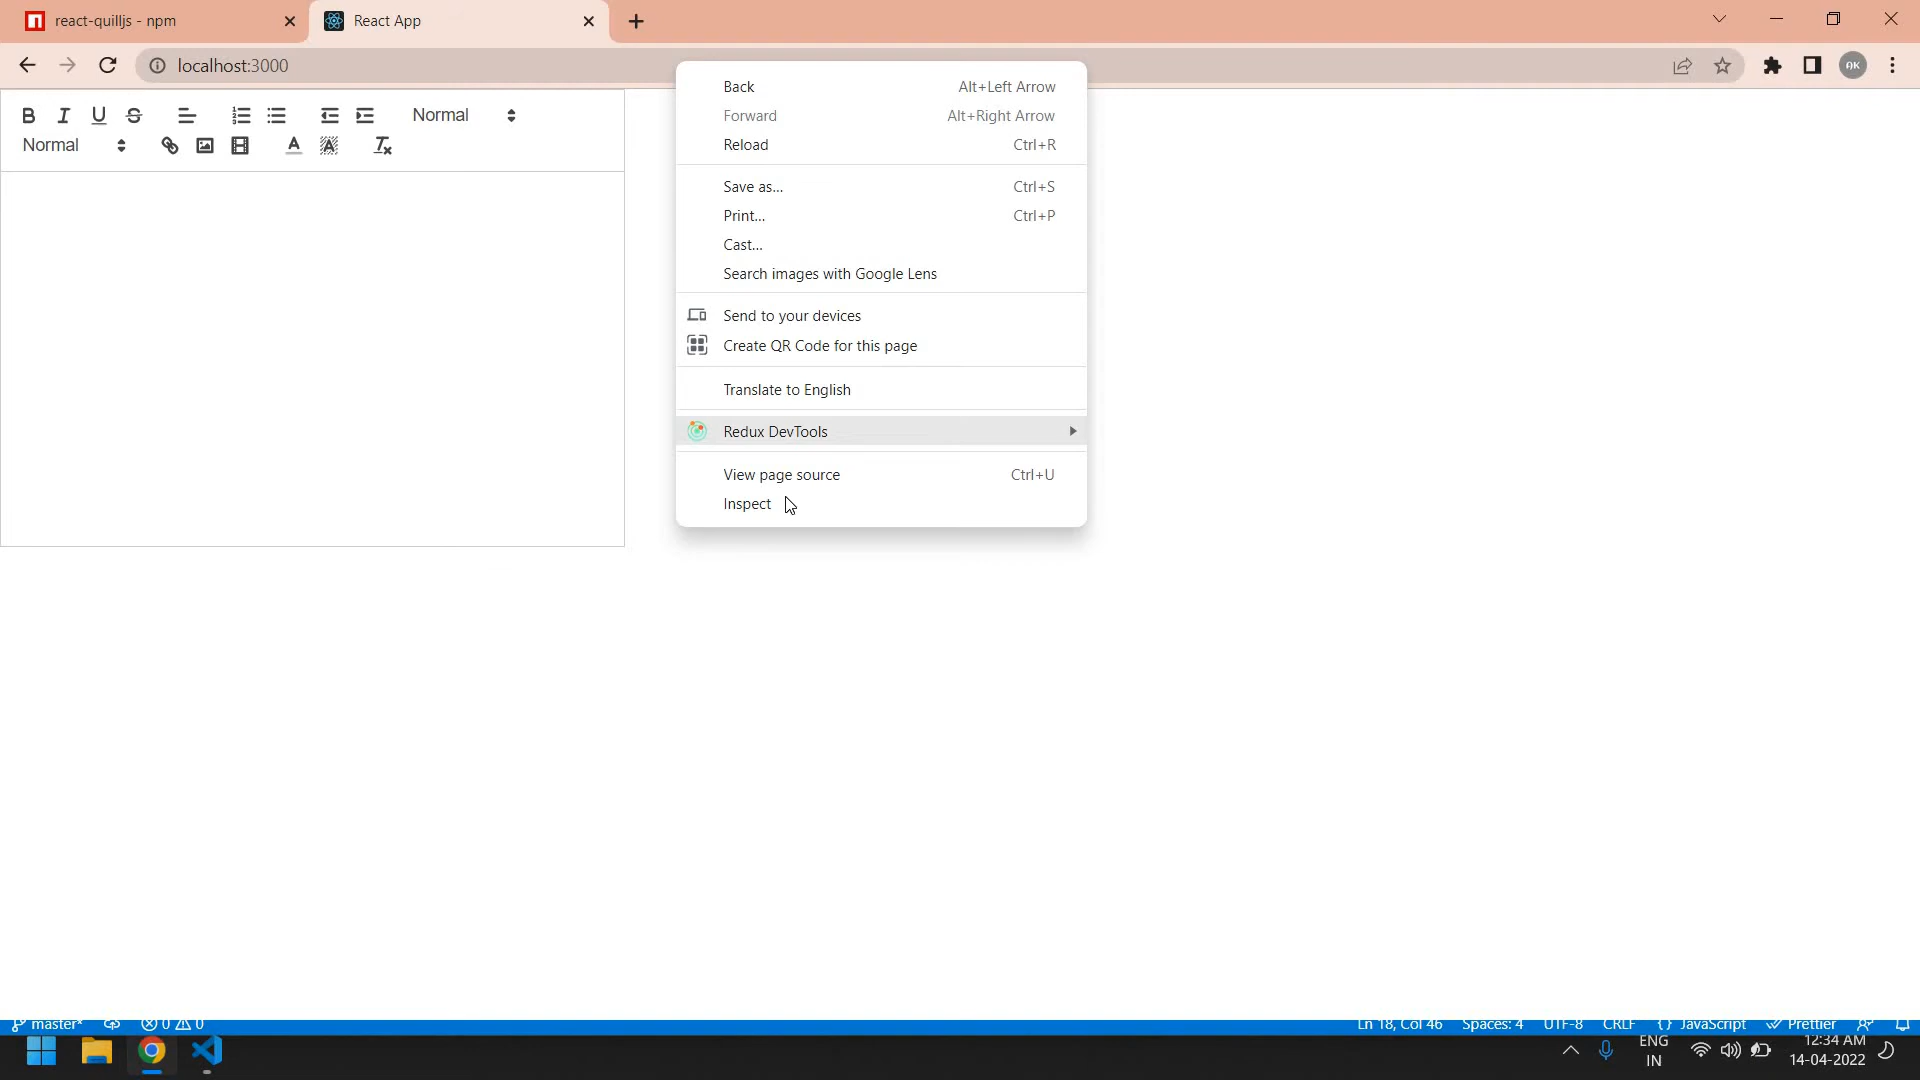 react-quilljs - npm
React App
localhost:3000
AK
Normal
Normal
Back Alt+Left Arrow
Forward Alt+Right Arrow
Reload Ctrl+R
Save as... Ctrl+S
Print... Ctrl+P
Cast...
Search images with Google Lens
Send to your devices
Create QR Code for this page
Translate to English
Redux DevTools
View page source Ctrl+U
Inspect
master* 0 0 Ln 18, Col 46 Spaces: 4 UTF-8 CRLF {} JavaScript Prettier
ENG 12:34 AM
IN 14-04-2022